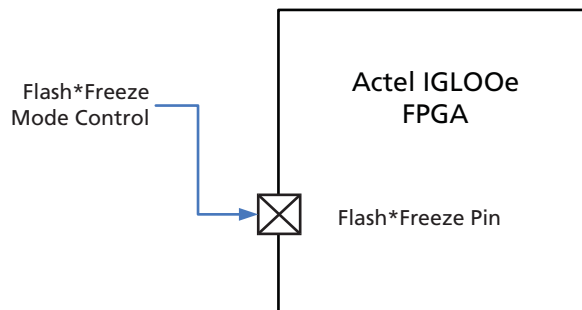 Actel IGLOOe
FPGA
Flash*Freeze
Mode Control
Flash*Freeze Pin